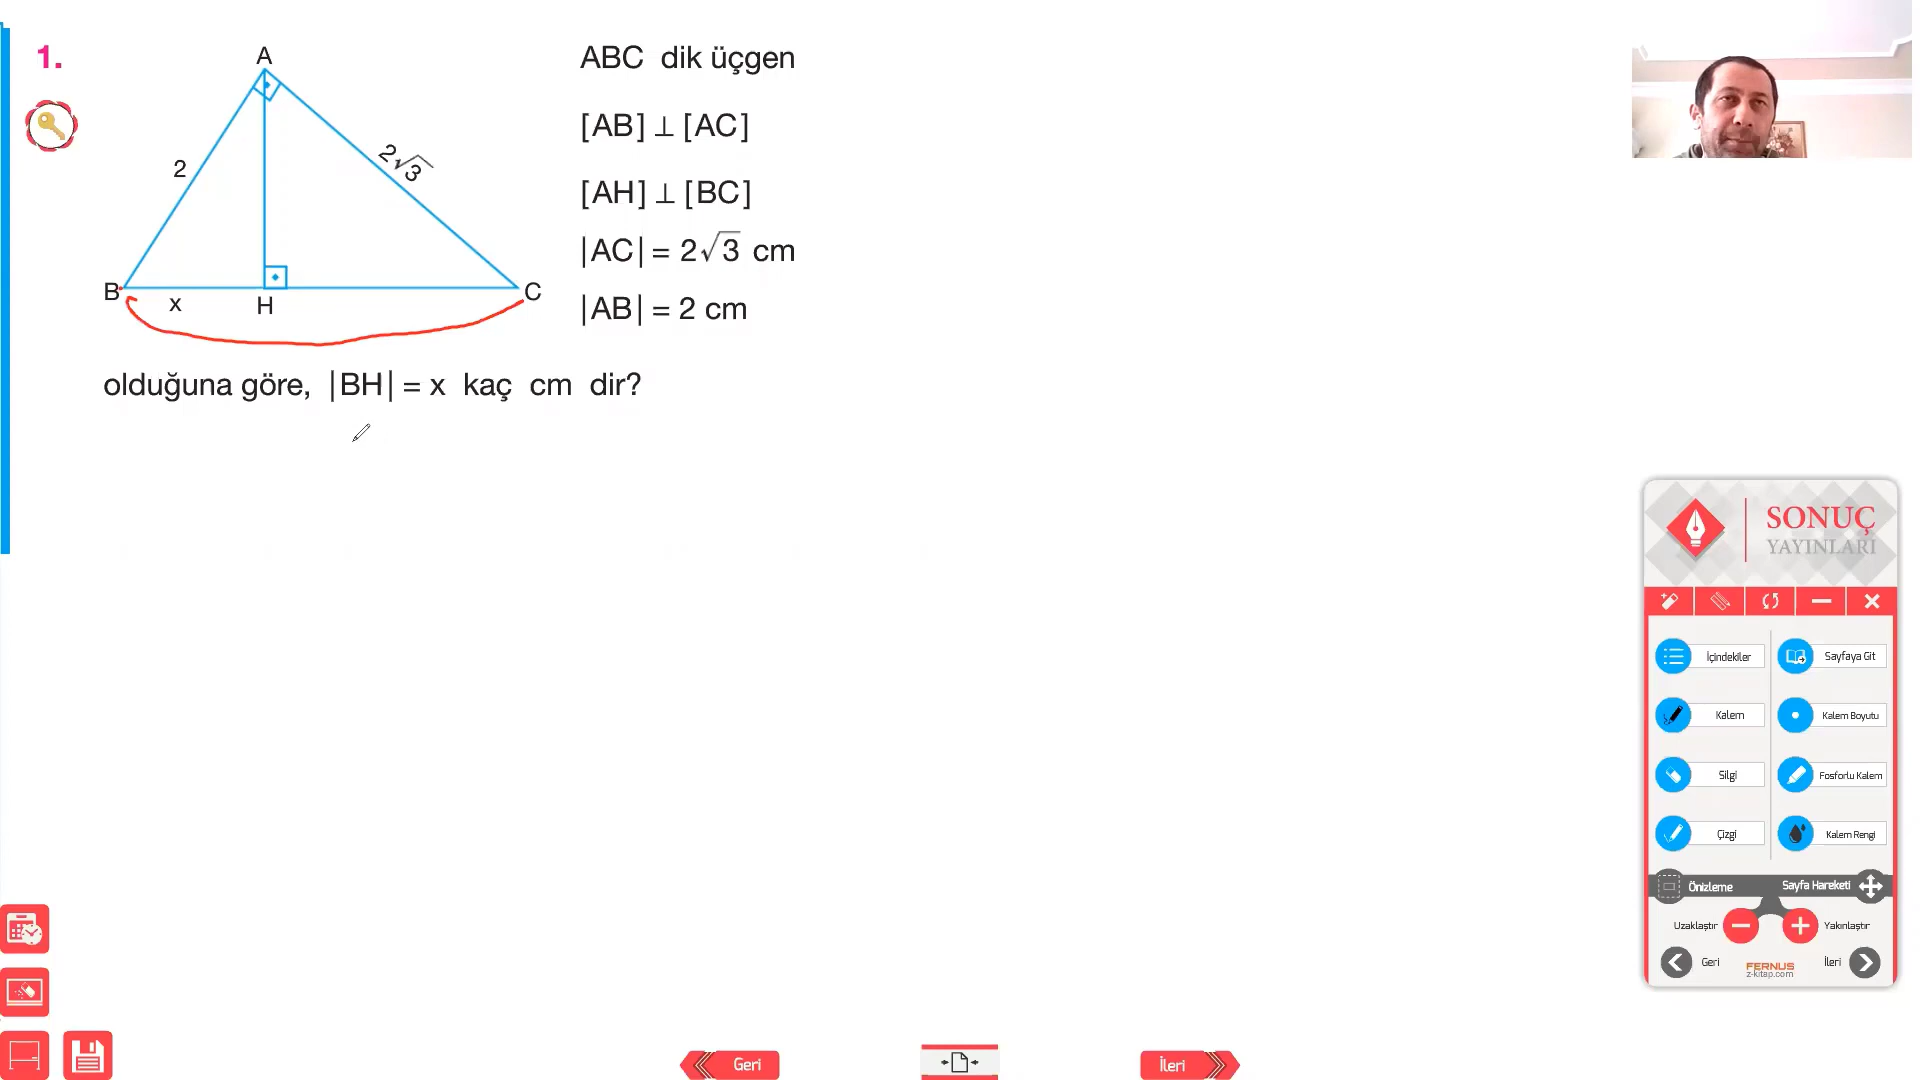 1.
A
ABC dik üçgen
[AB] ⊥ [AC]
2
2√3
[AH] ⊥ [BC]
|AC| = 2√3 cm
B
x
H
C
|AB| = 2 cm
olduğuna göre, |BH| = x kaç cm dir?
SONUÇ
YAYINLARI
İçindekiler
Sayfaya Git
Kalem
Kalem Boyutu
Silgi
Fosforlu Kalem
Çizgi
Kalem Rengi
Önizleme
Sayfa Hareketi
Uzaklaştır
Yakınlaştır
Geri
FERNUS
z-kitap.com
İleri
Geri
İleri